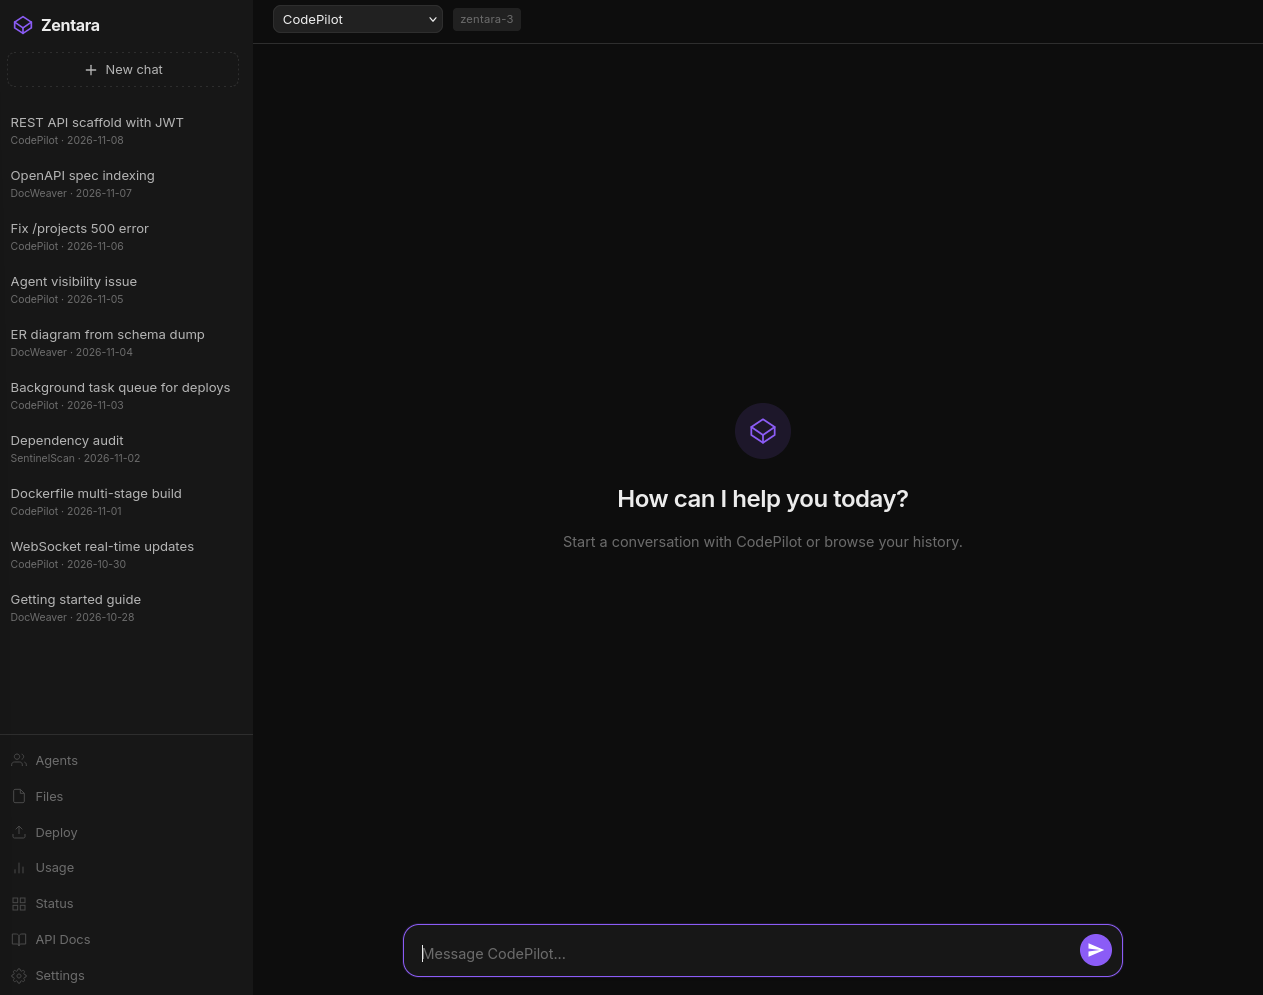 Zentara
New chat
REST API scaffold with JWT
CodePilot · 2026-11-08
OpenAPI spec indexing
DocWeaver · 2026-11-07
Fix /projects 500 error
CodePilot · 2026-11-06
Agent visibility issue
CodePilot · 2026-11-05
ER diagram from schema dump
DocWeaver · 2026-11-04
Background task queue for deploys
CodePilot · 2026-11-03
Dependency audit
SentinelScan · 2026-11-02
Dockerfile multi-stage build
CodePilot · 2026-11-01
WebSocket real-time updates
CodePilot · 2026-10-30
Getting started guide
DocWeaver · 2026-10-28
Agents
Files
Deploy
Usage
Status
API Docs
Settings
CodePilot
zentara-3
How can I help you today?
Start a conversation with CodePilot or browse your history.
Message CodePilot...